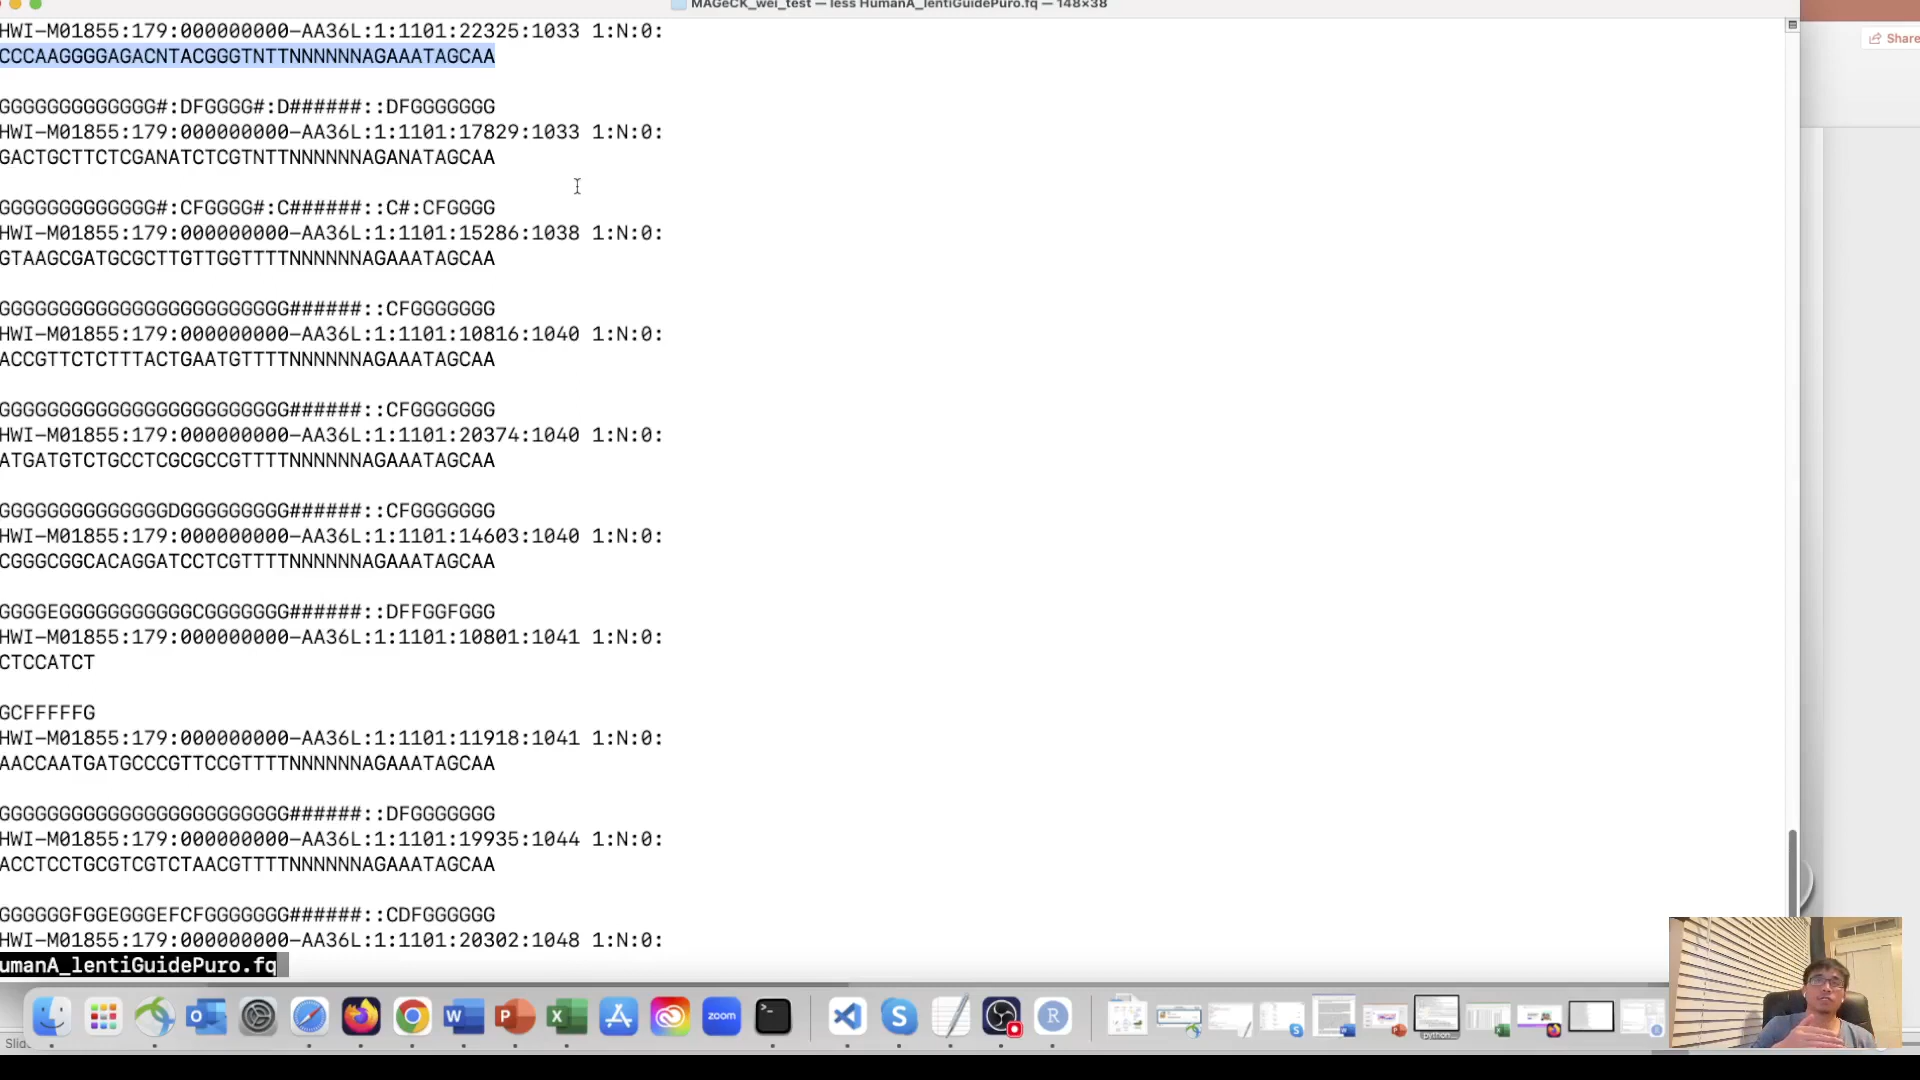 MAGeCK_wei_test — less HumanA_lentiGuidePuro.fq — 148×38
Share
HWI-M01855:179:000000000-AA36L:1:1101:22325:1033 1:N:0:
CCCAAGGGGAGACNTACGGGTNTTNNNNNNAGAAATAGCAA
GGGGGGGGGGGGG#:DFGGGG#:D######::DFGGGGGGG
HWI-M01855:179:000000000-AA36L:1:1101:17829:1033 1:N:0:
GACTGCTTCTCGANATCTCGTNTTNNNNNNAGANATAGCAA
GGGGGGGGGGGGG#:CFGGGG#:C######::C#:CFGGGG
HWI-M01855:179:000000000-AA36L:1:1101:15286:1038 1:N:0:
GTAAGCGATGCGCTTGTTGGTTTTNNNNNNAGAAATAGCAA
GGGGGGGGGGGGGGGGGGGGGGGG######::CFGGGGGGG
HWI-M01855:179:000000000-AA36L:1:1101:10816:1040 1:N:0:
ACCGTTCTCTTTACTGAATGTTTTNNNNNNAGAAATAGCAA
GGGGGGGGGGGGGGGGGGGGGGGG######::CFGGGGGGG
HWI-M01855:179:000000000-AA36L:1:1101:20374:1040 1:N:0:
ATGATGTCTGCCTCGCGCCGTTTTNNNNNNAGAAATAGCAA
GGGGGGGGGGGGGGDGGGGGGGGG######::CFGGGGGGG
HWI-M01855:179:000000000-AA36L:1:1101:14603:1040 1:N:0:
CGGGCGGCACAGGATCCTCGTTTTNNNNNNAGAAATAGCAA
GGGGEGGGGGGGGGGGCGGGGGGG######::DFFGGFGGG
HWI-M01855:179:000000000-AA36L:1:1101:10801:1041 1:N:0:
CTCCATCT
GCFFFFFG
HWI-M01855:179:000000000-AA36L:1:1101:11918:1041 1:N:0:
AACCAATGATGCCCGTTCCGTTTTNNNNNNAGAAATAGCAA
GGGGGGGGGGGGGGGGGGGGGGGG######::DFGGGGGGG
HWI-M01855:179:000000000-AA36L:1:1101:19935:1044 1:N:0:
ACCTCCTGCGTCGTCTAACGTTTTNNNNNNAGAAATAGCAA
GGGGGGFGGEGGGEFCFGGGGGGG######::CDFGGGGGG
HWI-M01855:179:000000000-AA36L:1:1101:20302:1048 1:N:0:
umanA_lentiGuidePuro.fq
zoom
Slid